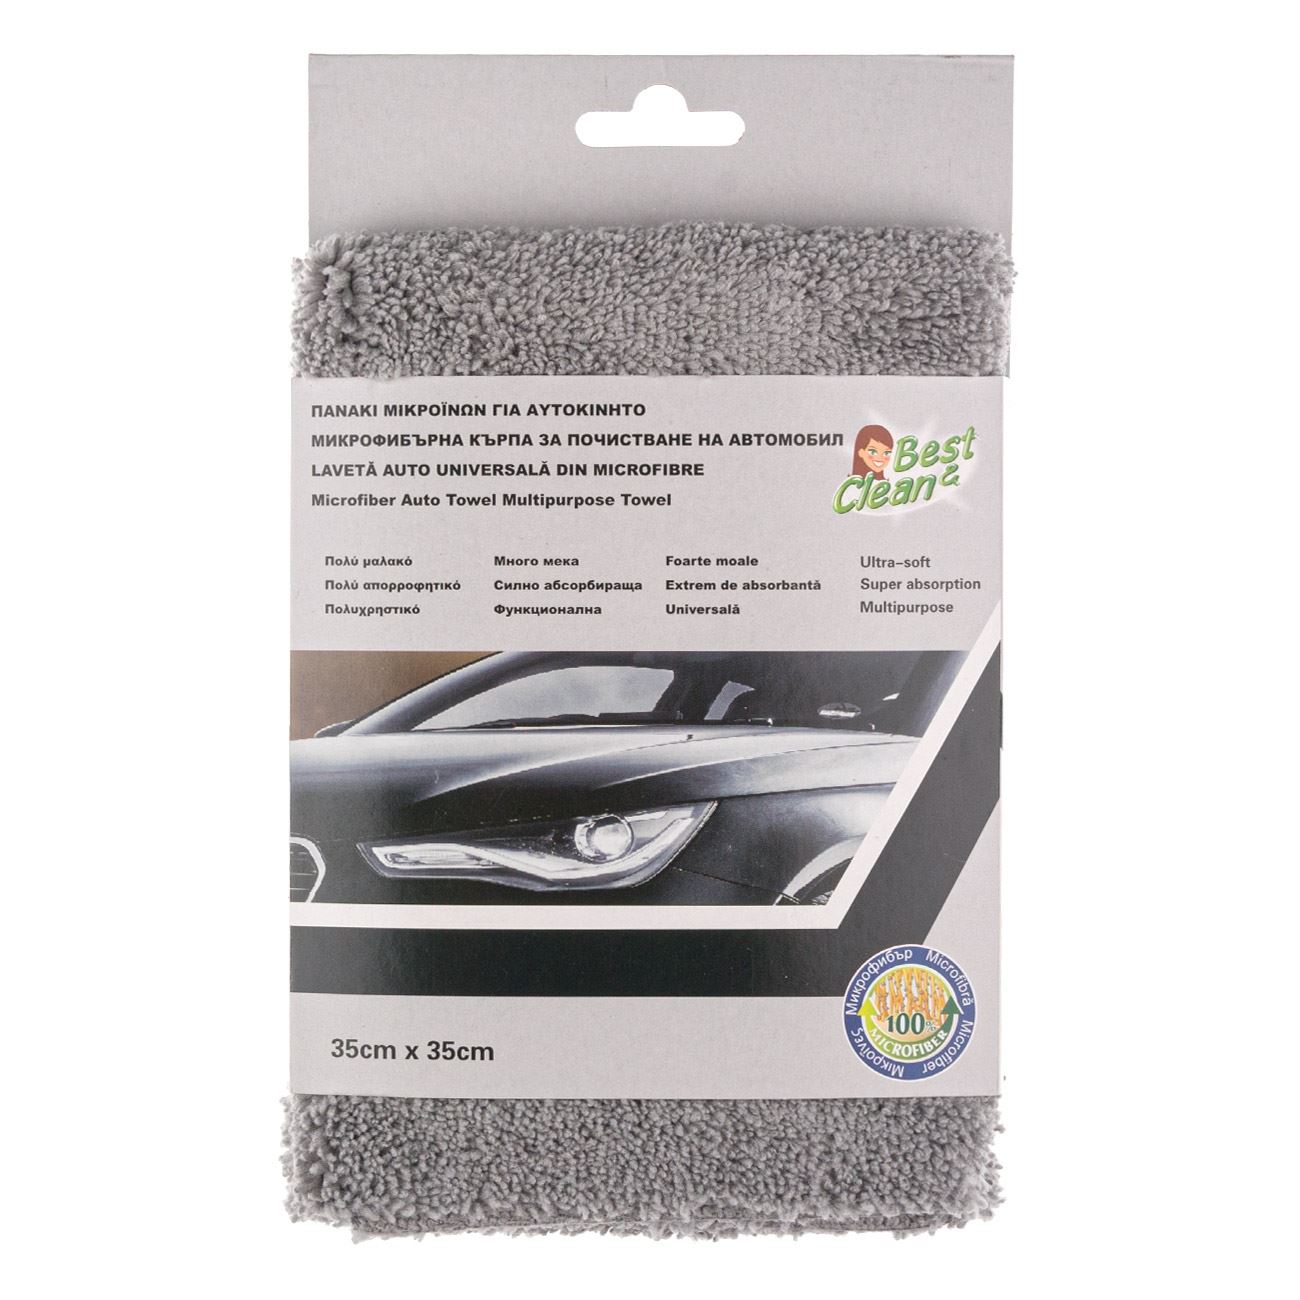 ΠΑΝΑΚΙ ΜΙΚΡΟΪΝΩΝ ΓΙΑ ΑΥΤΟΚΙΝΗΤΟ
МИКРОФИБЪРНА КЪРПА ЗА ПОЧИСТВАНЕ НА АВТОМОБИЛ
LAVETĂ AUTO UNIVERSALĂ DIN MICROFIBRE
Microfiber Auto Towel Multipurpose Towel
Best
Clean &
Πολύ μαλακό
Πολύ απορροφητικό
Πολυχρηστικό
Много мека
Силно абсорбираща
Функционална
Foarte moale
Extrem de absorbantă
Universală
Ultra-soft
Super absorption
Multipurpose
35cm x 35cm
Микрофибър
Microfibră
Microfiber
Μικροΐνες
100%
MICROFIBER